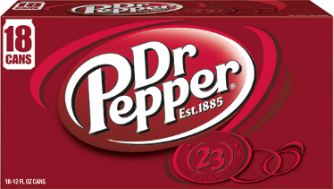 18
CANS
Dr
Pepper®
Est.1885
23
18-12 FL OZ CANS